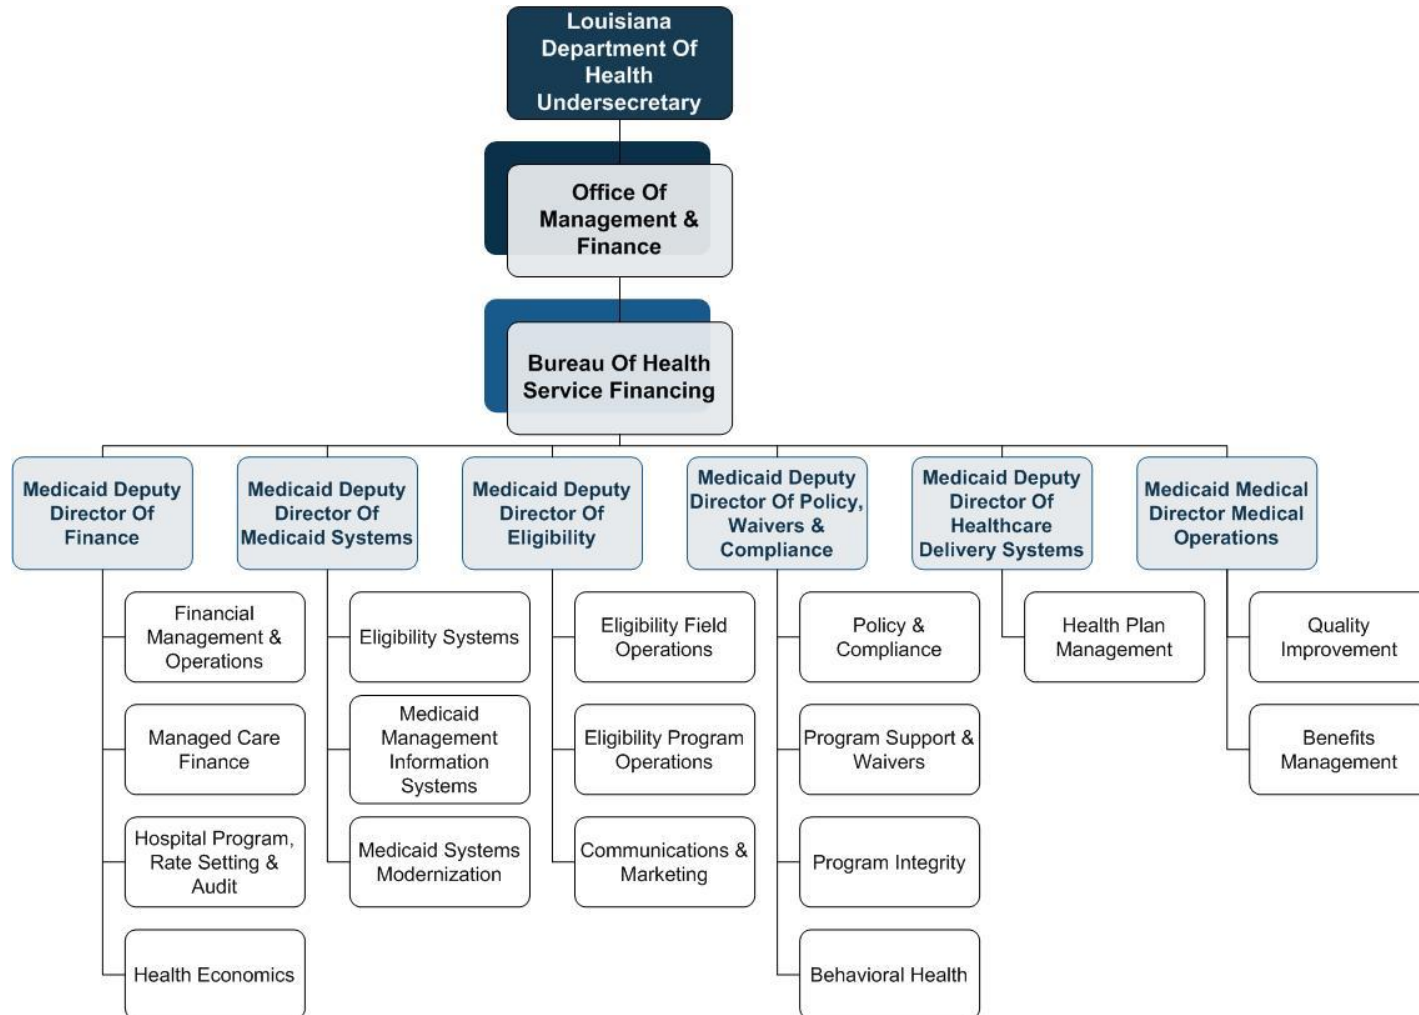 Louisiana
Department Of
Health
Undersecretary
Office Of
Management &
Finance
Bureau Of Health
Service Financing
Medicaid Deputy
Director Of
Finance
Medicaid Deputy
Director Of
Medicaid Systems
Medicaid Deputy
Director Of
Eligibility
Medicaid Deputy
Director Of Policy,
Waivers &
Compliance
Medicaid Deputy
Director Of
Healthcare
Delivery Systems
Medicaid Medical
Director Medical
Operations
Financial
Management &
Operations
Managed Care
Finance
Hospital Program,
Rate Setting &
Audit
Health Economics
Eligibility Systems
Medicaid
Management
Information
Systems
Medicaid Systems
Modernization
Eligibility Field
Operations
Eligibility Program
Operations
Communications &
Marketing
Policy &
Compliance
Program Support &
Waivers
Program Integrity
Behavioral Health
Health Plan
Management
Quality
Improvement
Benefits
Management